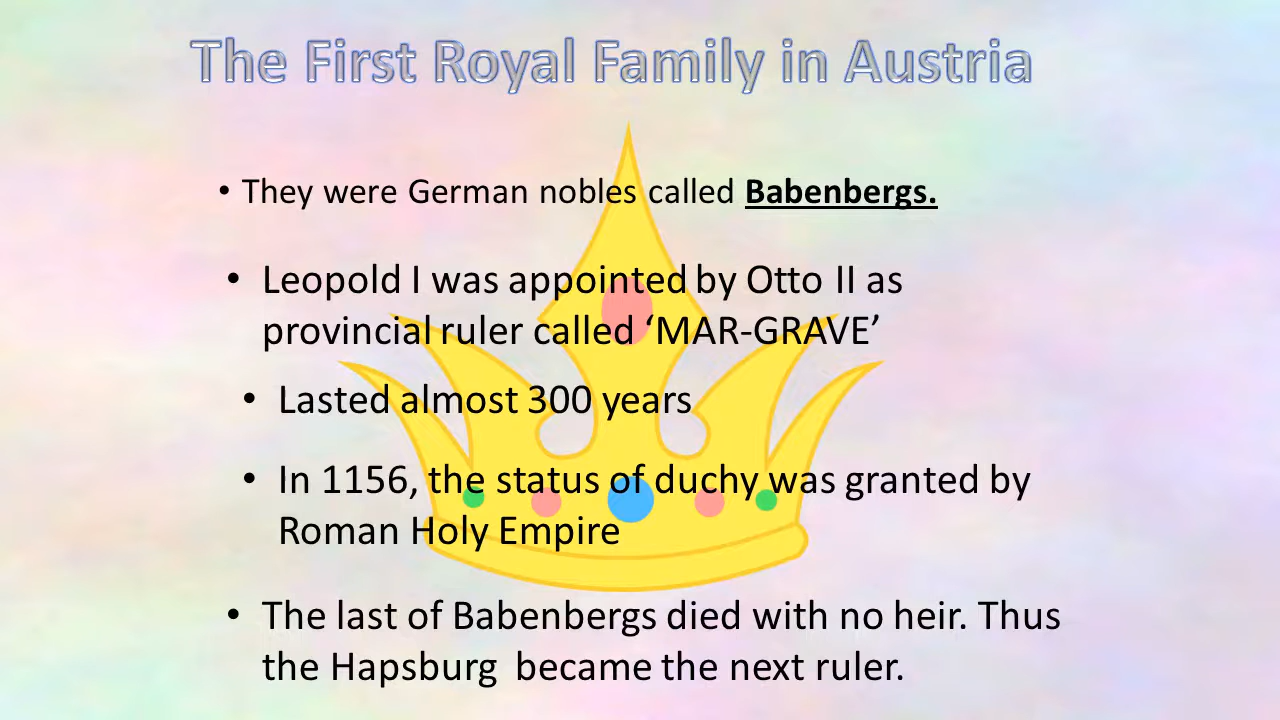 The First Royal Family in Austria
• They were German nobles called Babenbergs.
• Leopold I was appointed by Otto II as
provincial ruler called ‘MAR-GRAVE’
• Lasted almost 300 years
• In 1156, the status of duchy was granted by
Roman Holy Empire
• The last of Babenbergs died with no heir. Thus
the Hapsburg  became the next ruler.